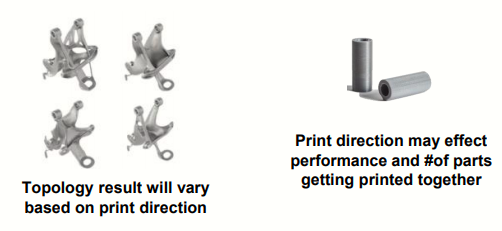 Topology result will vary
based on print direction
Print direction may effect
performance and #of parts
getting printed together